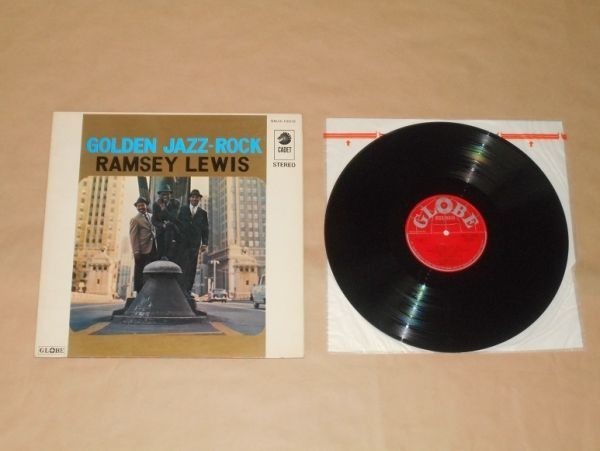 GOLDEN JAZZ-ROCK
RAMSEY LEWIS
CADET
STEREO
GLOBE
GLOBE